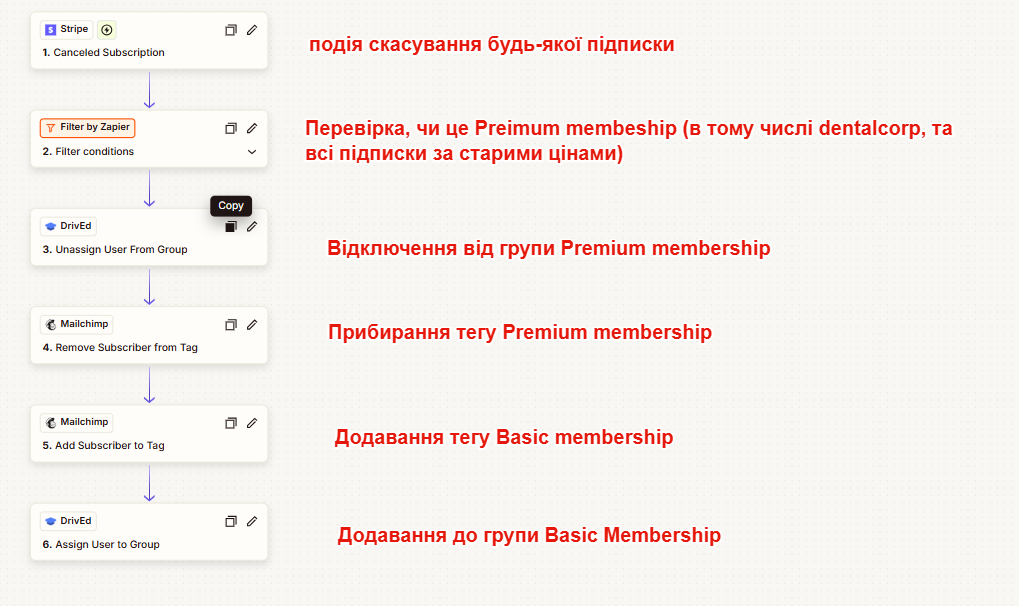 Stripe
1. Canceled Subscription
подія скасування будь-якої підписки
Filter by Zapier
2. Filter conditions
Перевірка, чи це Preimum membeship (в тому числі dentalcorp, та
всі підписки за старими цінами)
Copy
DrivEd
3. Unassign User From Group
Відключення від групи Premium membership
Mailchimp
4. Remove Subscriber from Tag
Прибирання тегу Premium membership
Mailchimp
5. Add Subscriber to Tag
Додавання тегу Basic membership
DrivEd
6. Assign User to Group
Додавання до групи Basic Membership